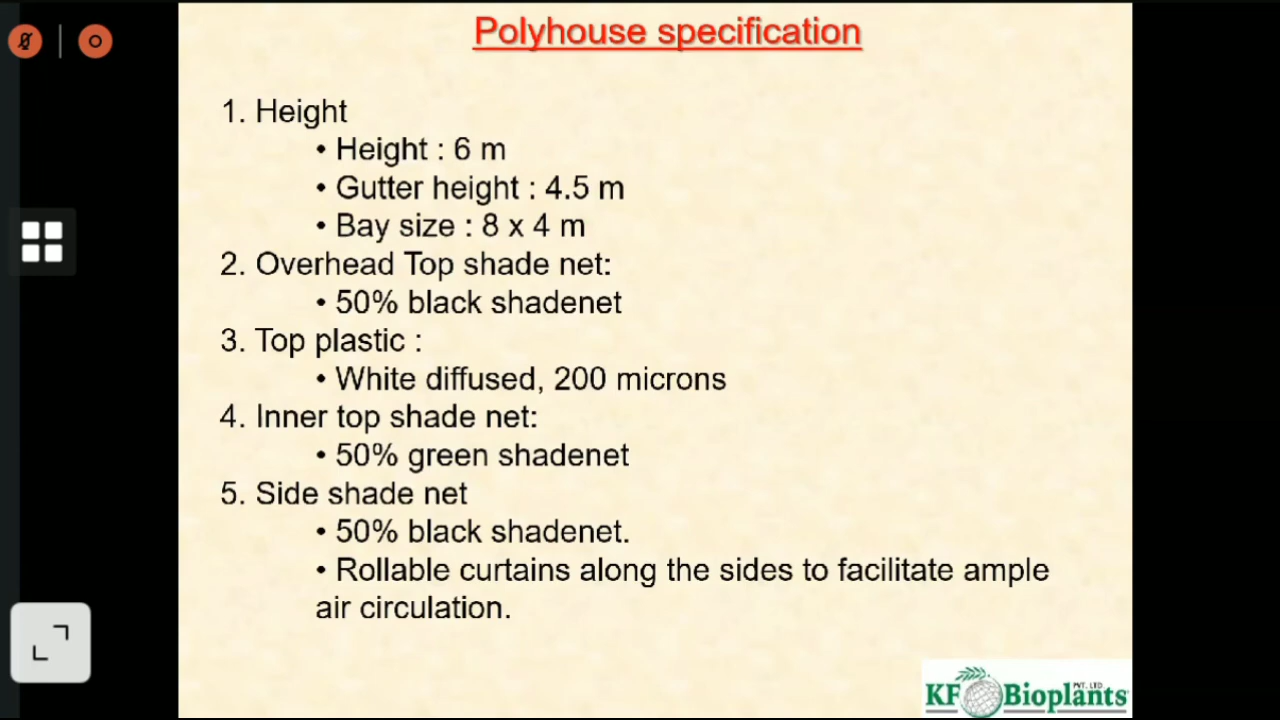 Polyhouse specification
1. Height
• Height : 6 m
• Gutter height : 4.5 m
• Bay size : 8 x 4 m
2. Overhead Top shade net:
• 50% black shadenet
3. Top plastic :
• White diffused, 200 microns
4. Inner top shade net:
• 50% green shadenet
5. Side shade net
• 50% black shadenet.
• Rollable curtains along the sides to facilitate ample
air circulation.
KF Bioplants PVT. LTD.